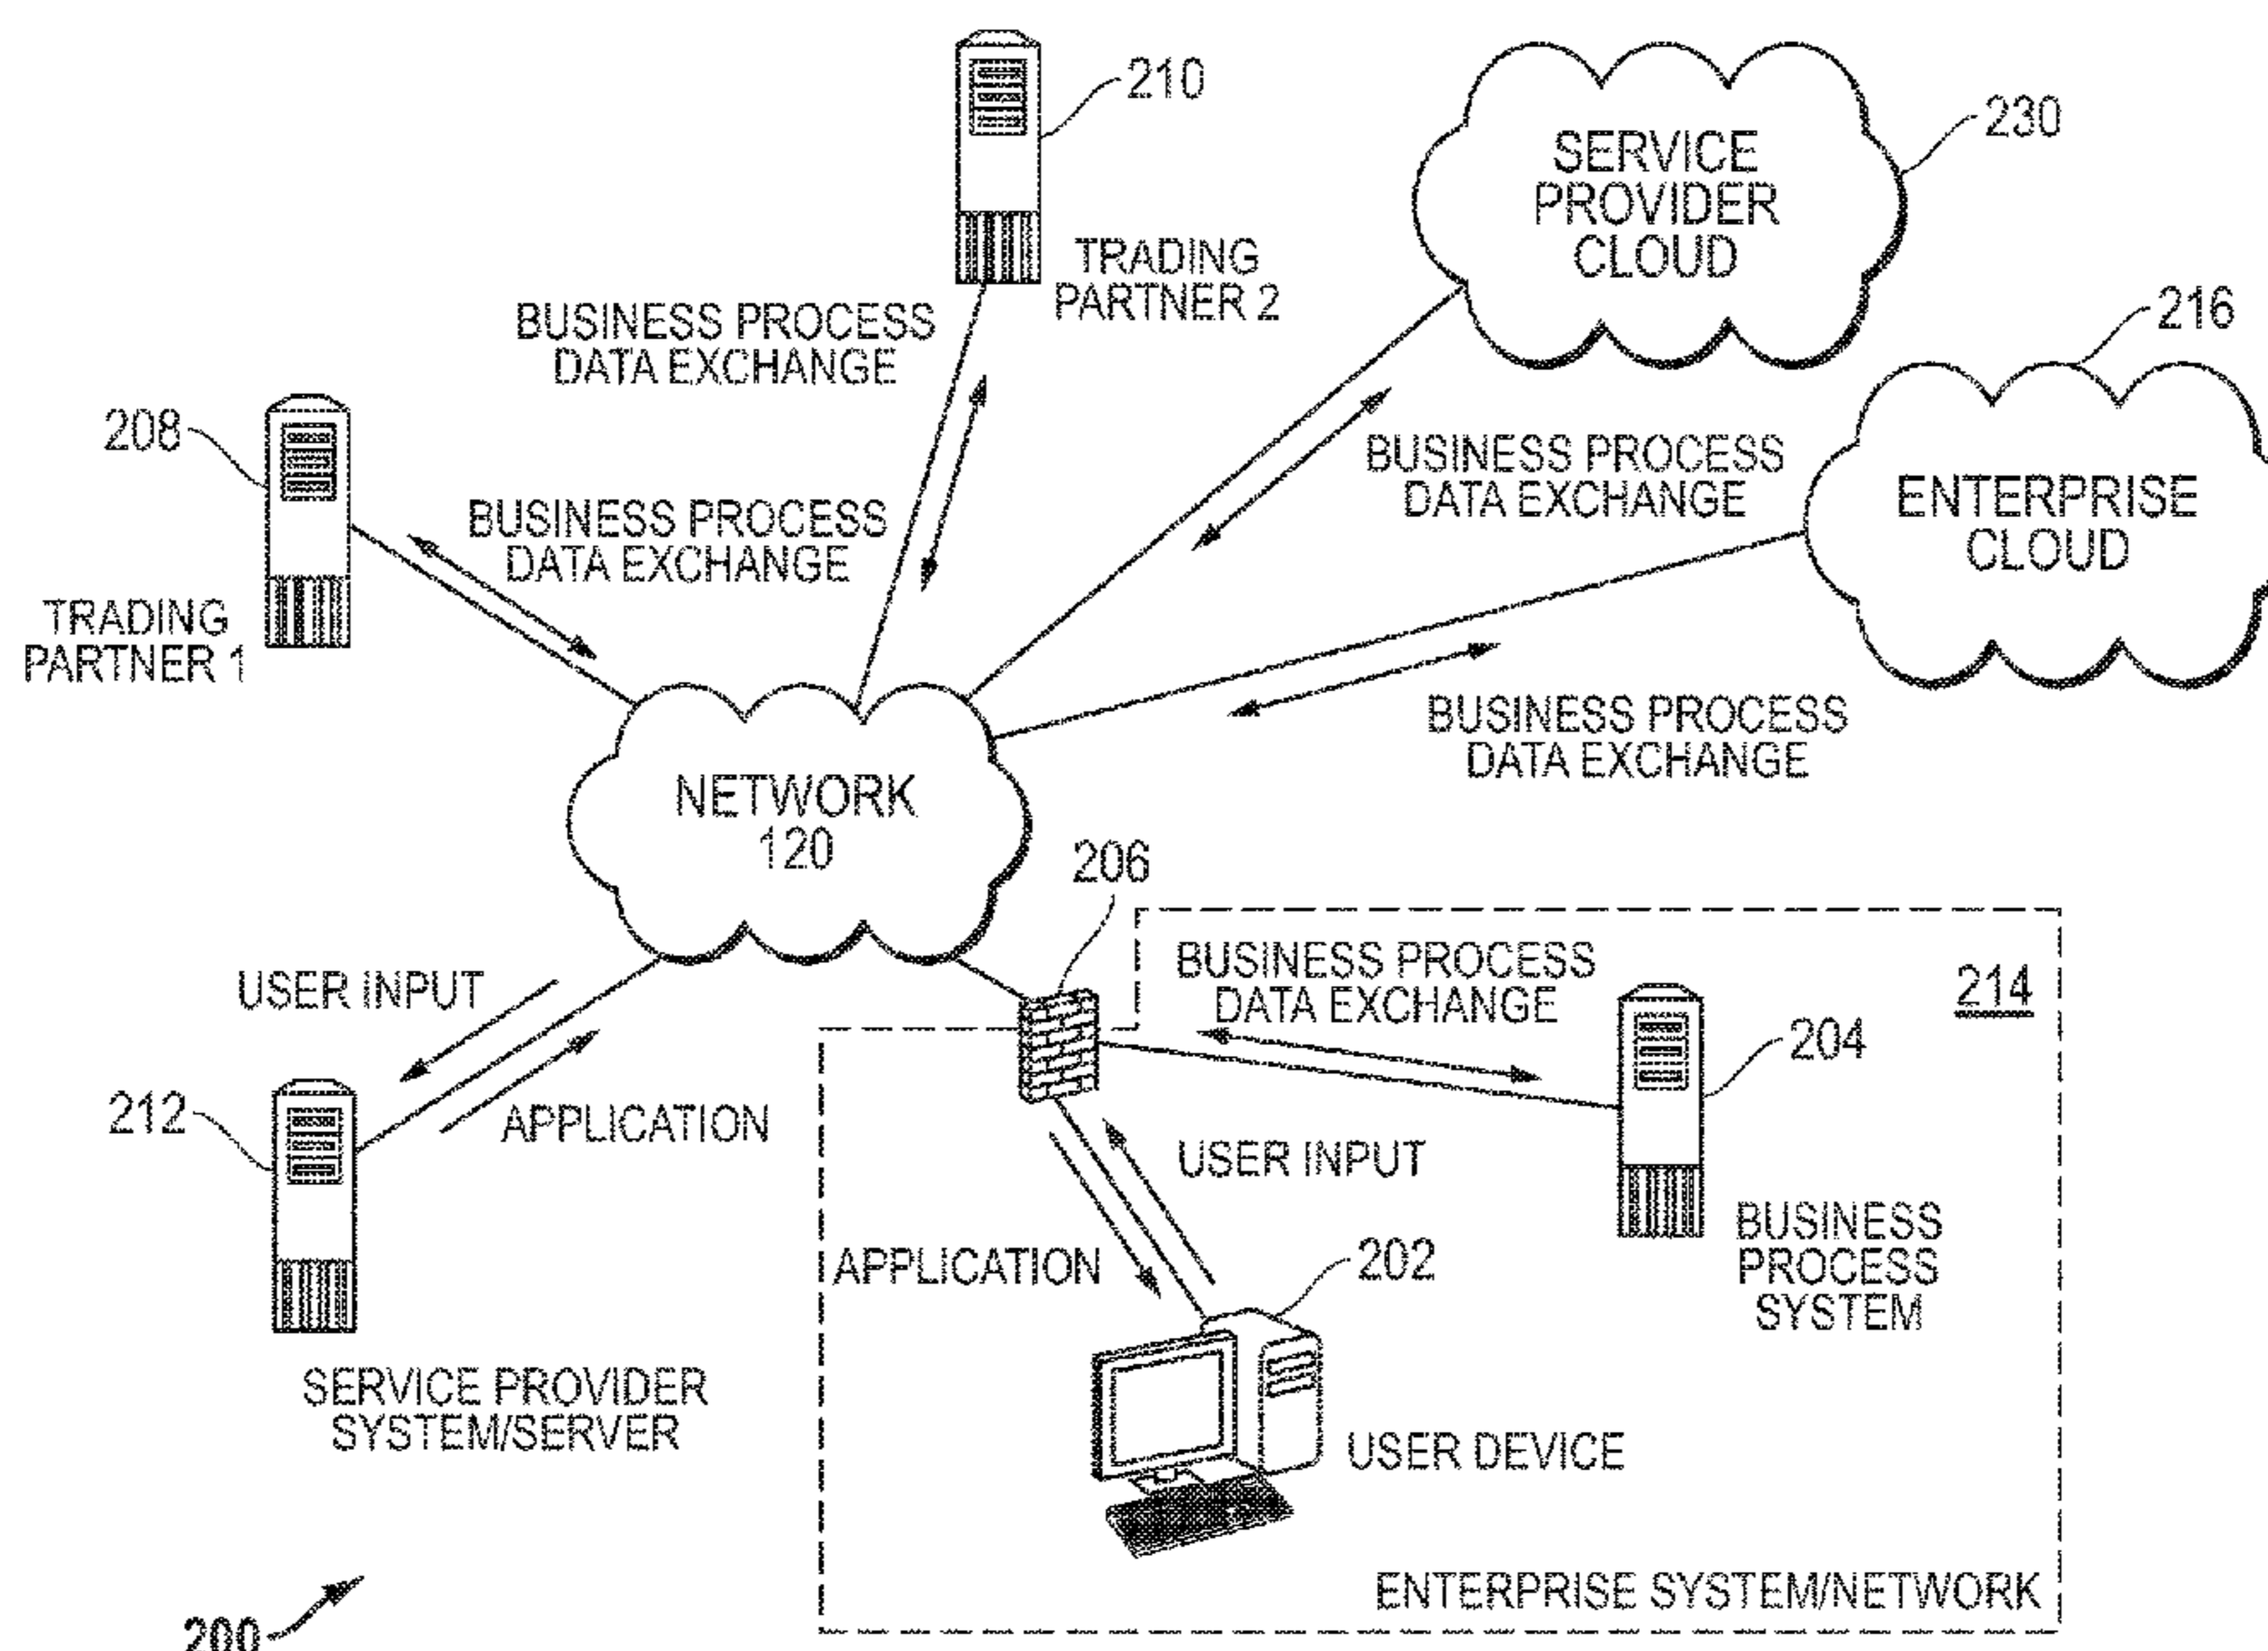 210
TRADING
PARTNER 2
SERVICE
PROVIDER
CLOUD
230
216
BUSINESS PROCESS
DATA EXCHANGE
208
TRADING
PARTNER 1
BUSINESS PROCESS
DATA EXCHANGE
BUSINESS PROCESS
DATA EXCHANGE
ENTERPRISE
CLOUD
BUSINESS PROCESS
DATA EXCHANGE
NETWORK
120
206
USER INPUT
APPLICATION
212
SERVICE PROVIDER
SYSTEM/SERVER
BUSINESS PROCESS
DATA EXCHANGE
214
204
BUSINESS
PROCESS
SYSTEM
USER INPUT
APPLICATION
202
USER DEVICE
ENTERPRISE SYSTEM/NETWORK
200